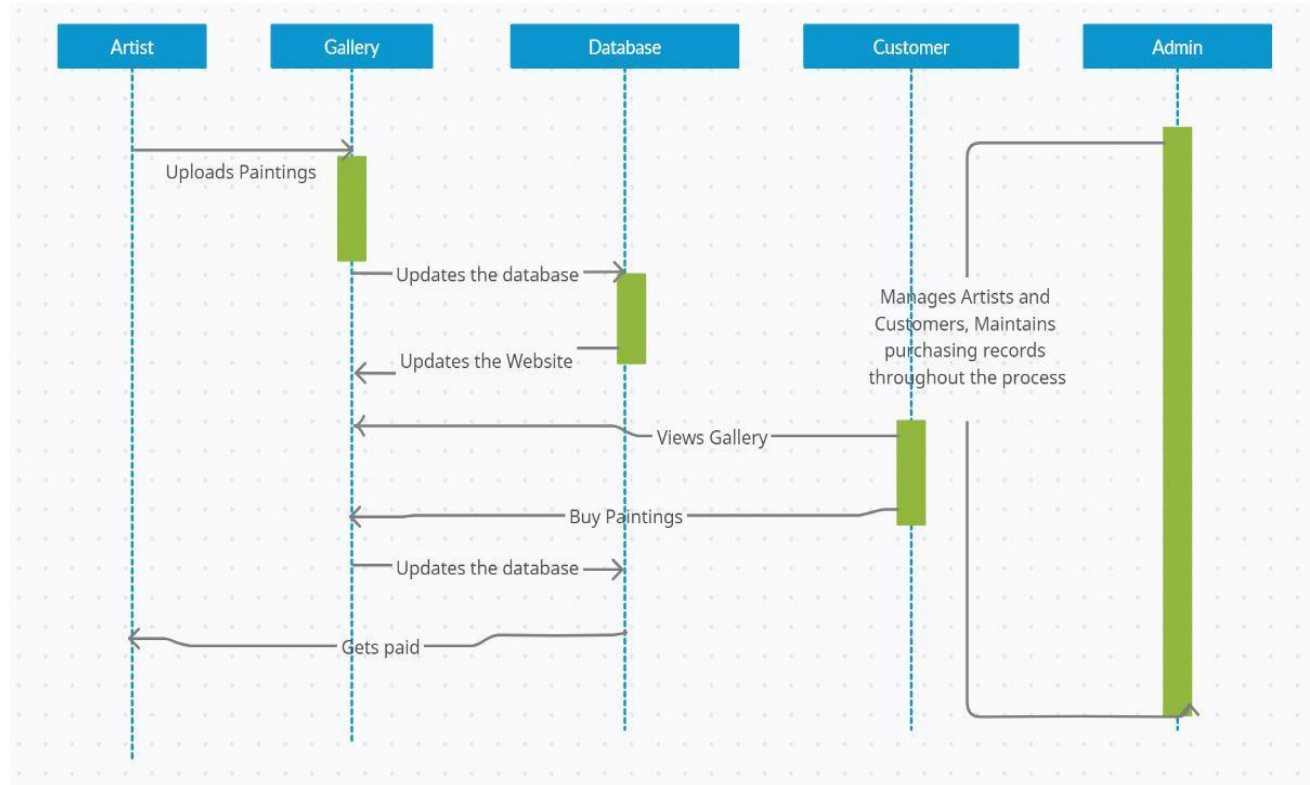 Artist
Gallery
Database
Customer
Admin
Uploads Paintings
Updates the database
Manages Artists and
Customers, Maintains
purchasing records
throughout the process
Updates the Website
Views Gallery
Buy Paintings
Updates the database
Gets paid